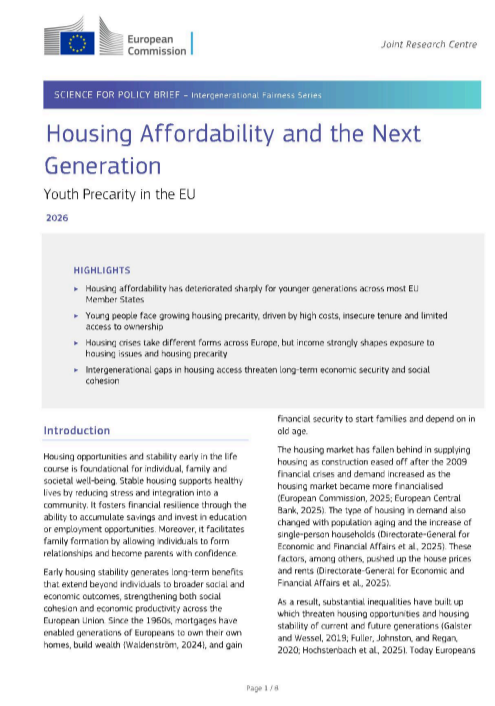 European
Commission
Joint Research Centre
SCIENCE FOR POLICY BRIEF – Intergenerational Fairness Series
Housing Affordability and the Next
Generation
Youth Precarity in the EU
2026
HIGHLIGHTS
▸ Housing affordability has deteriorated sharply for younger generations across most EU
Member States
▸ Young people face growing housing precarity, driven by high costs, insecure tenure and limited
access to ownership
▸ Housing crises take different forms across Europe, but income strongly shapes exposure to
housing issues and housing precarity
▸ Intergenerational gaps in housing access threaten long-term economic security and social
cohesion
Introduction
Housing opportunities and stability early in the life
course is foundational for individual, family and
societal well-being. Stable housing supports healthy
lives by reducing stress and integration into a
community. It fosters financial resilience through the
ability to accumulate savings and invest in education
or employment opportunities. Moreover, it facilitates
family formation by allowing individuals to form
relationships and become parents with confidence.
Early housing stability generates long-term benefits
that extend beyond individuals to broader social and
economic outcomes, strengthening both social
cohesion and economic productivity across the
European Union. Since the 1960s, mortgages have
enabled generations of Europeans to own their own
homes, build wealth (Waldenström, 2024), and gain
financial security to start families and depend on in
old age.
The housing market has fallen behind in supplying
housing as construction eased off after the 2009
financial crises and demand increased as the
housing market became more financialised
(European Commission, 2025; European Central
Bank, 2025). The type of housing in demand also
changed with population aging and the increase of
single-person households (Directorate-General for
Economic and Financial Affairs et al., 2025). These
factors, among others, pushed up the house prices
and rents (Directorate-General for Economic and
Financial Affairs et al., 2025).
As a result, substantial inequalities have built up
which threaten housing opportunities and housing
stability of current and future generations (Galster
and Wessel, 2019; Fuller, Johnston, and Regan,
2020; Hochstenbach et al., 2025). Today Europeans
Page 1 / 8